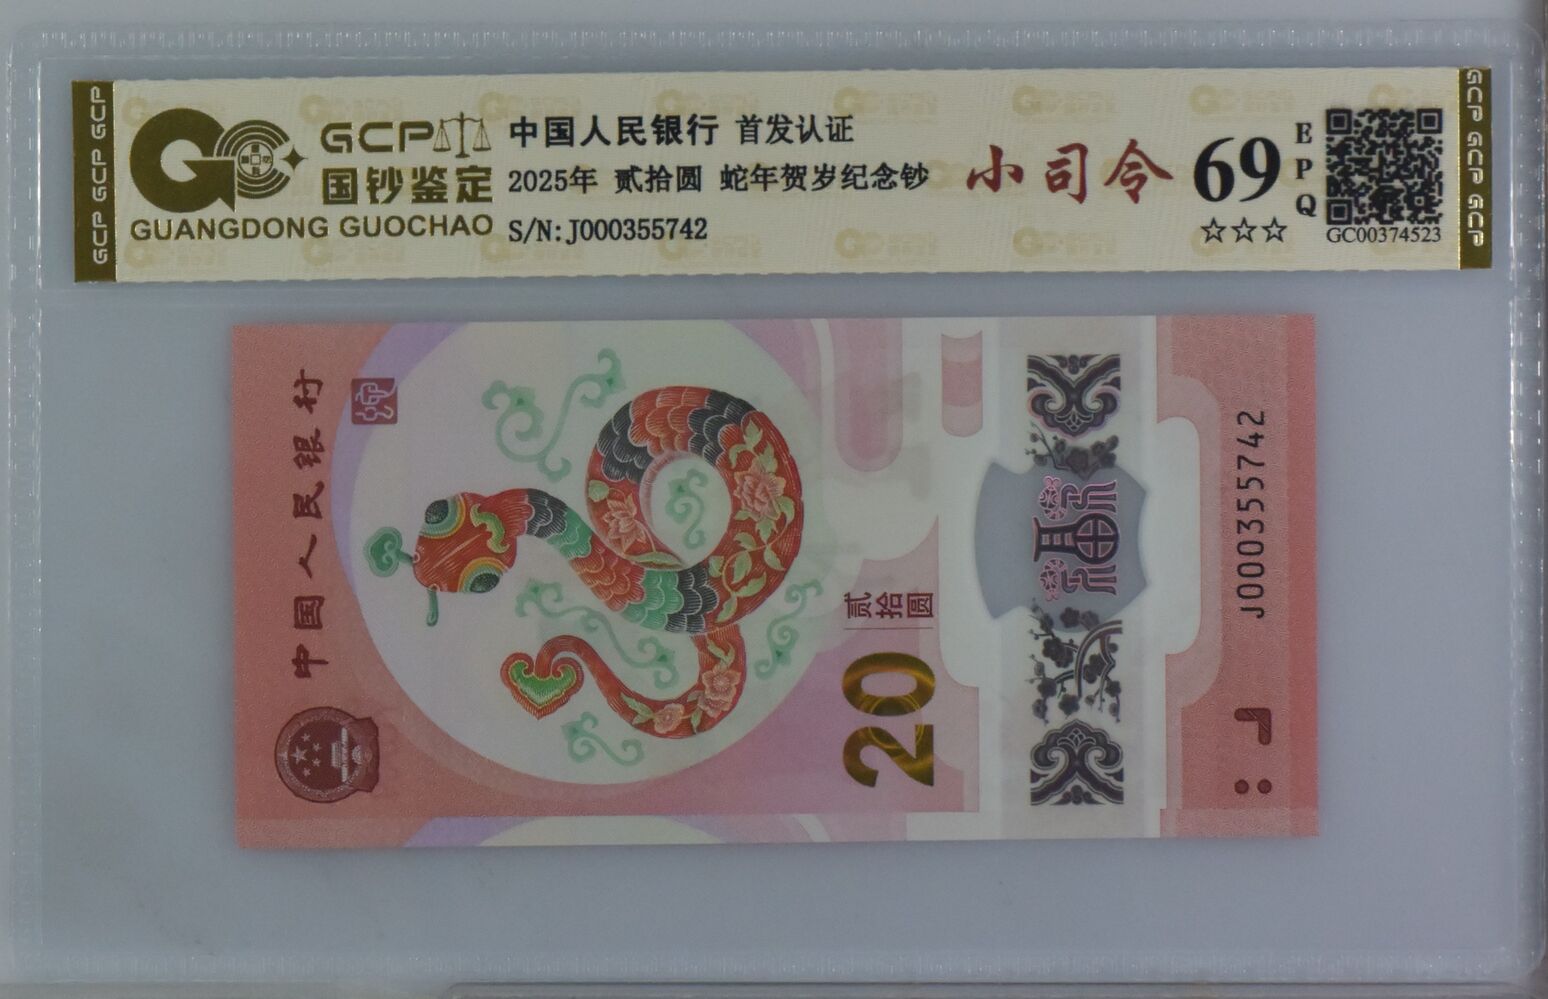 GCP GCP GCP
GCP
国钞鉴定
GUANGDONG GUOCHAO
中国人民银行 首发认证
2025年 贰拾圆 蛇年贺岁纪念钞
S/N:J000355742
小司令
69
EPQ
☆☆☆
GC00374523
GCP GCP GCP
中国人民银行
20
贰拾圆
福
J000355742